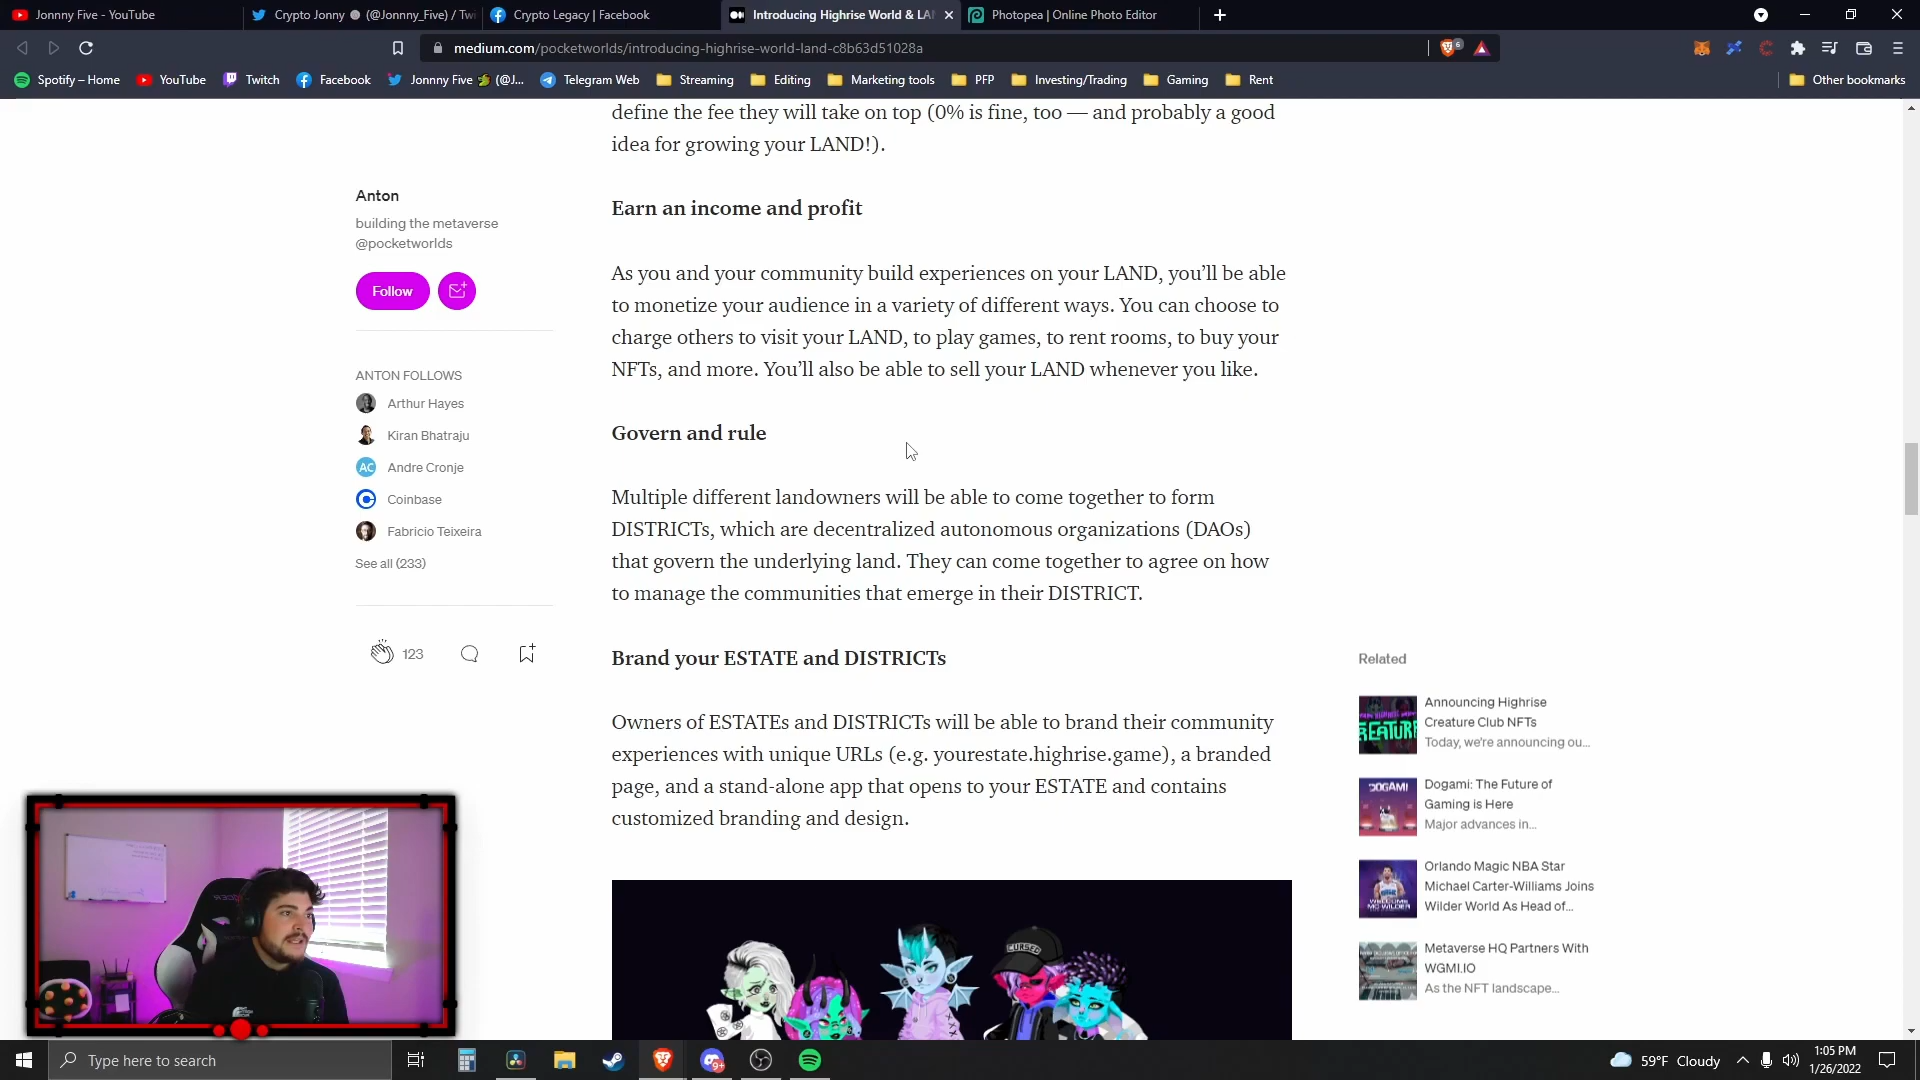 Jonnny Five - YouTube
Crypto Jonny
(@Jonnny_Five) / Twi
Crypto Legacy | Facebook
Introducing Highrise World & LA
Photopea | Online Photo Editor
medium.com/pocketworlds/introducing-highrise-world-land-c8b63d51028a
6
Spotify – Home
YouTube
Twitch
Facebook
Jonnny Five
(@J...
Telegram Web
Streaming
Editing
Marketing tools
PFP
Investing/Trading
Gaming
Rent
Other bookmarks
define the fee they will take on top (0% is fine, too — and probably a good
idea for growing your LAND!).
Anton
building the metaverse
@pocketworlds
Follow
ANTON FOLLOWS
Arthur Hayes
Kiran Bhatraju
AC
Andre Cronje
Coinbase
Fabricio Teixeira
See all (233)
123
Earn an income and profit
As you and your community build experiences on your LAND, you’ll be able
to monetize your audience in a variety of different ways. You can choose to
charge others to visit your LAND, to play games, to rent rooms, to buy your
NFTs, and more. You’ll also be able to sell your LAND whenever you like.
Govern and rule
Multiple different landowners will be able to come together to form
DISTRICTs, which are decentralized autonomous organizations (DAOs)
that govern the underlying land. They can come together to agree on how
to manage the communities that emerge in their DISTRICT.
Brand your ESTATE and DISTRICTs
Owners of ESTATEs and DISTRICTs will be able to brand their community
experiences with unique URLs (e.g. yourestate.highrise.game), a branded
page, and a stand-alone app that opens to your ESTATE and contains
customized branding and design.
CURSED
Related
Announcing Highrise
Creature Club NFTs
Today, we’re announcing ou...
Dogami: The Future of
Gaming is Here
Major advances in...
DOGAMI
Orlando Magic NBA Star
Michael Carter-Williams Joins
Wilder World As Head of...
Metaverse HQ Partners With
WGMI.IO
As the NFT landscape...
Type here to search
9+
59°F Cloudy
1:05 PM
1/26/2022